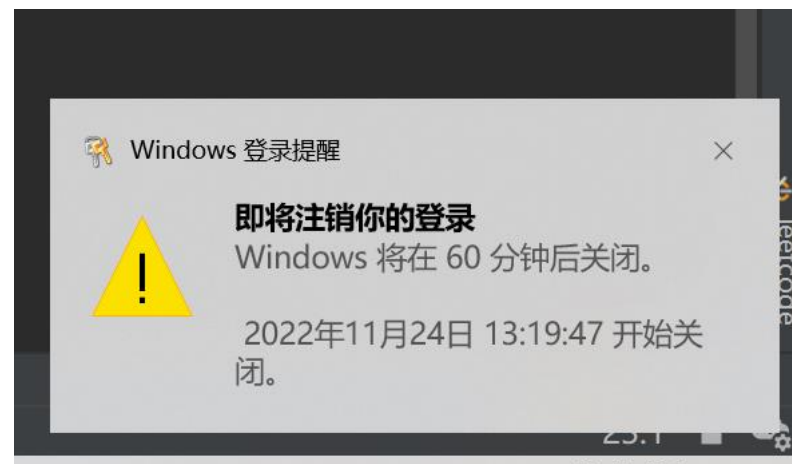 Windows 登录提醒
即将注销你的登录
Windows 将在 60 分钟后关闭。
2022年11月24日 13:19:47 开始关
闭。
leetcode